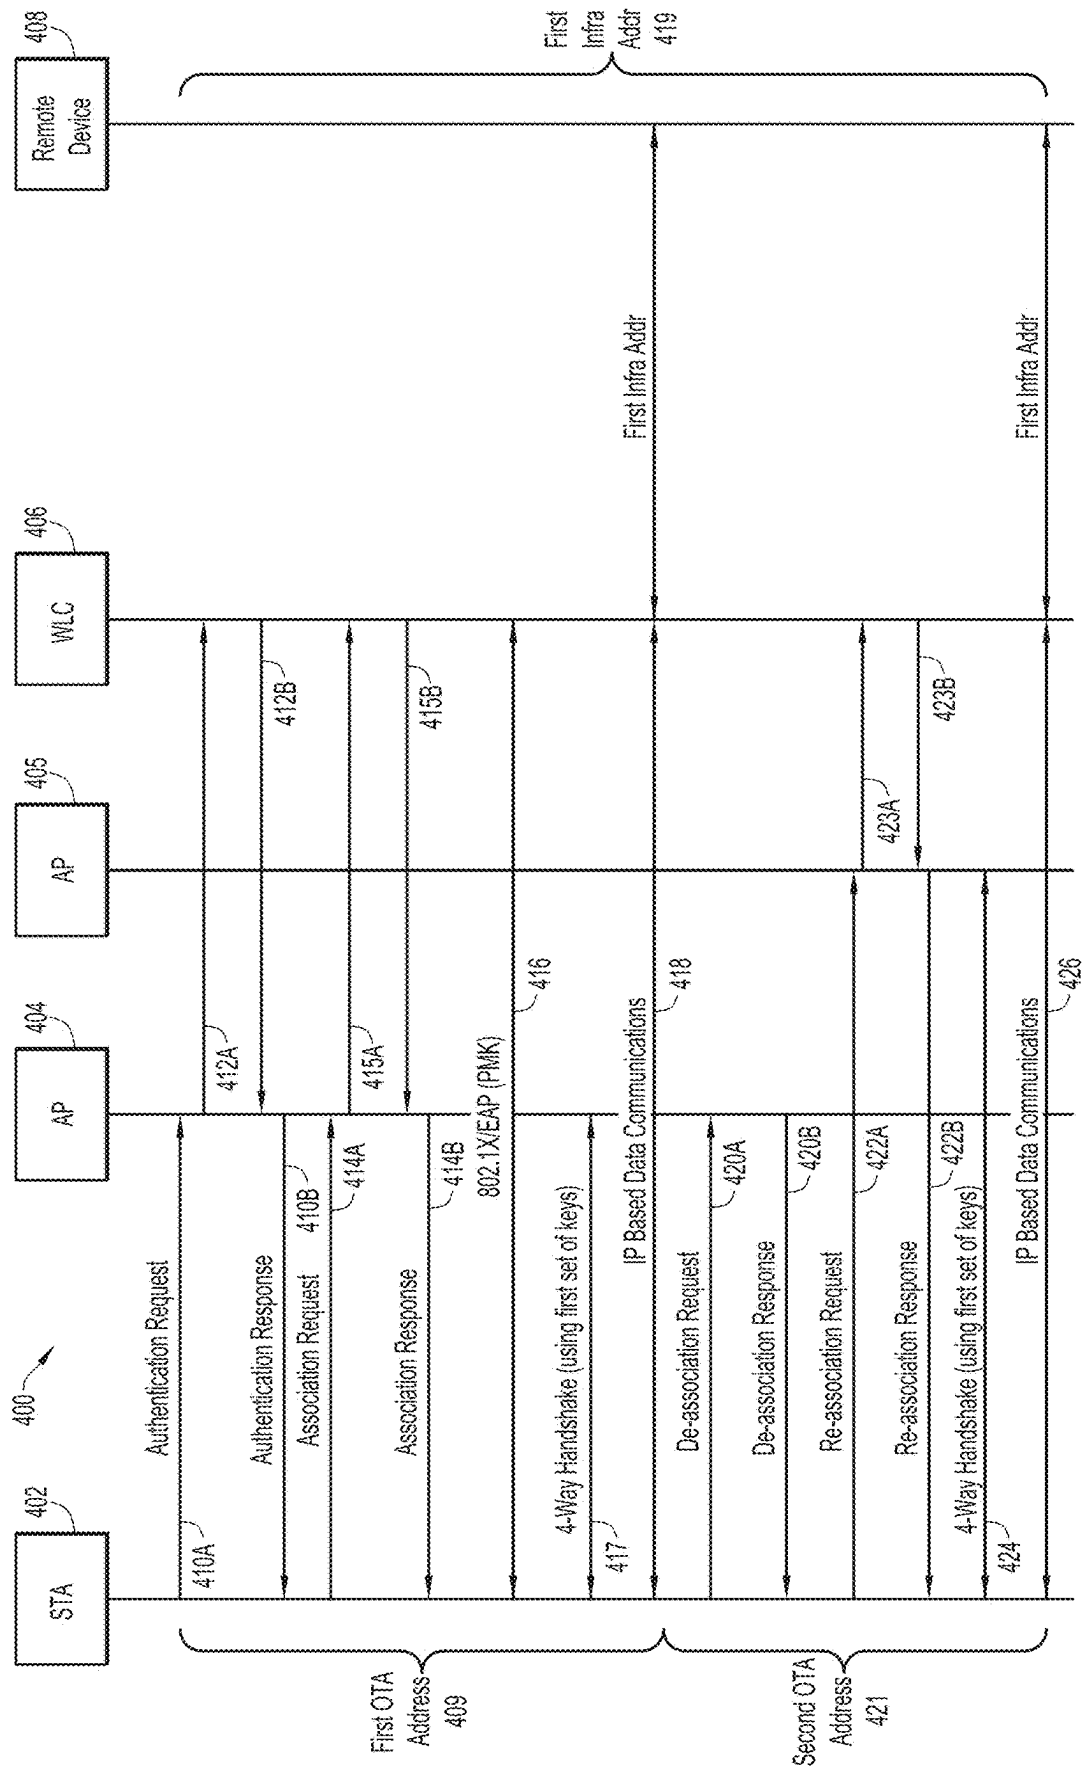 400
STA
402
AP
404
AP
405
WLC
406
Remote
Device
408
First OTA
Address
409
Authentication Request
410A
412A
412B
Authentication Response
410B
Association Request
414A
415A
415B
Association Response
414B
802.1X/EAP (PMK)
416
4-Way Handshake (using first set of keys)
417
IP Based Data Communications
418
First Infra Addr
First
Infra
Addr
419
Second OTA
Address
421
De-association Request
420A
De-association Response
420B
Re-association Request
422A
423A
423B
Re-association Response
422B
4-Way Handshake (using first set of keys)
424
IP Based Data Communications
426
First Infra Addr